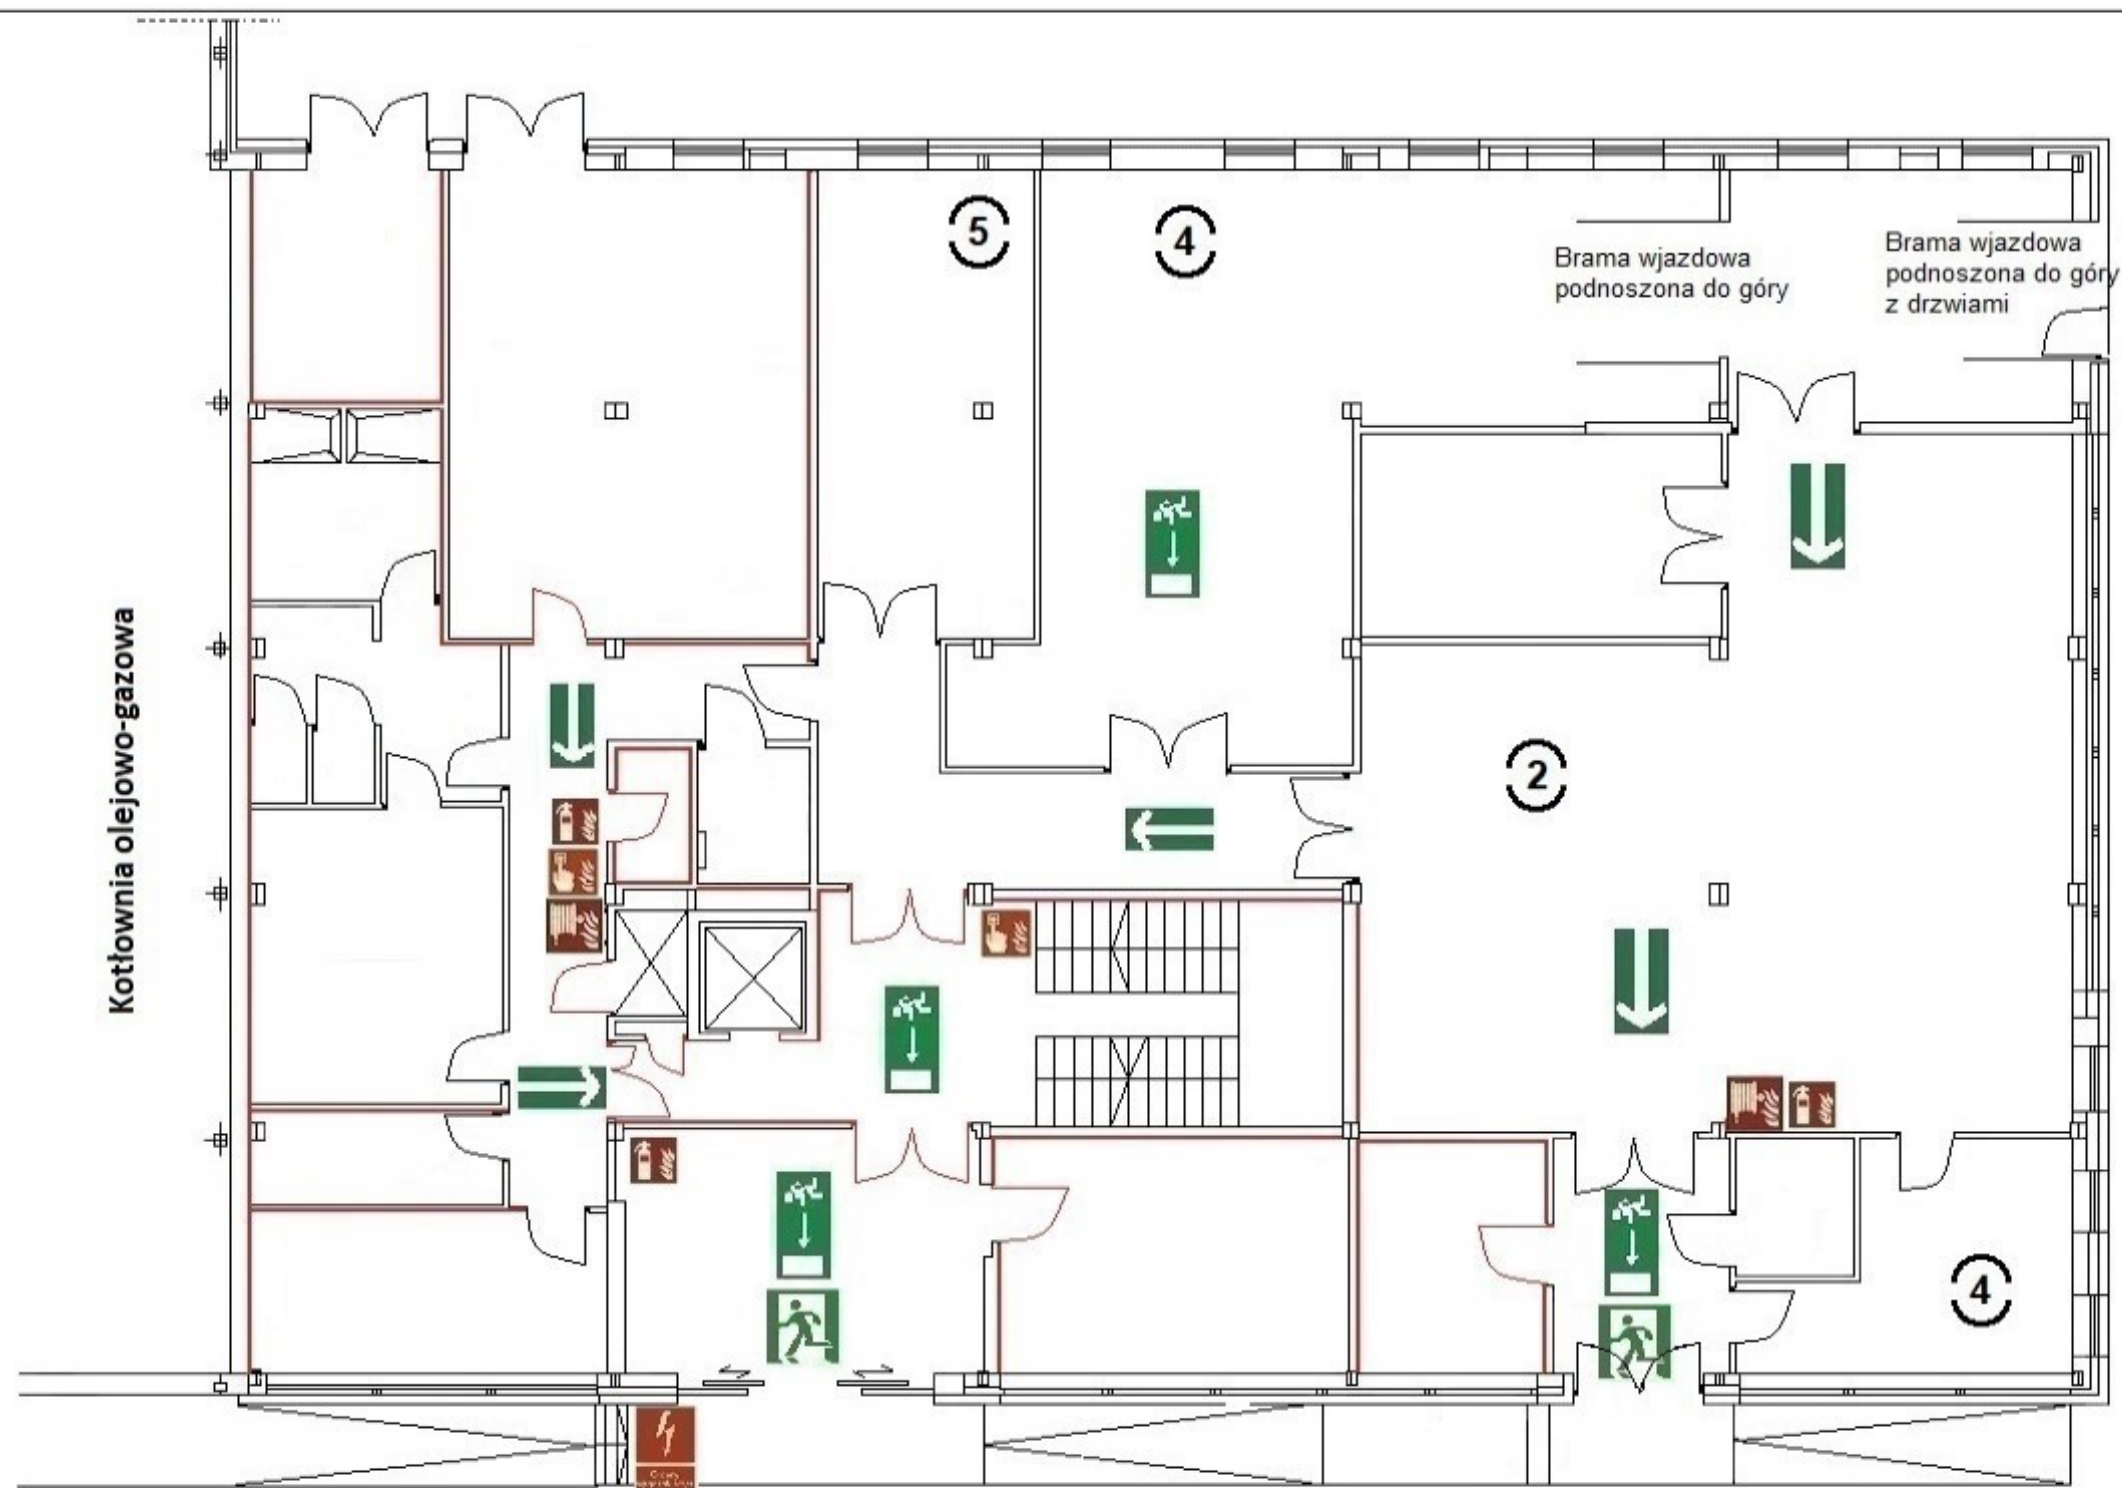 5
4
Brama wjazdowa
podnoszona do góry
Brama wjazdowa
podnoszona do góry
z drzwiami
Kotłownia olejowo-gazowa
2
4